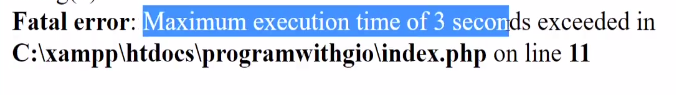 Fatal error: Maximum execution time of 3 seconds exceeded in
C:\xampp\htdocs\programwithgio\index.php on line 11